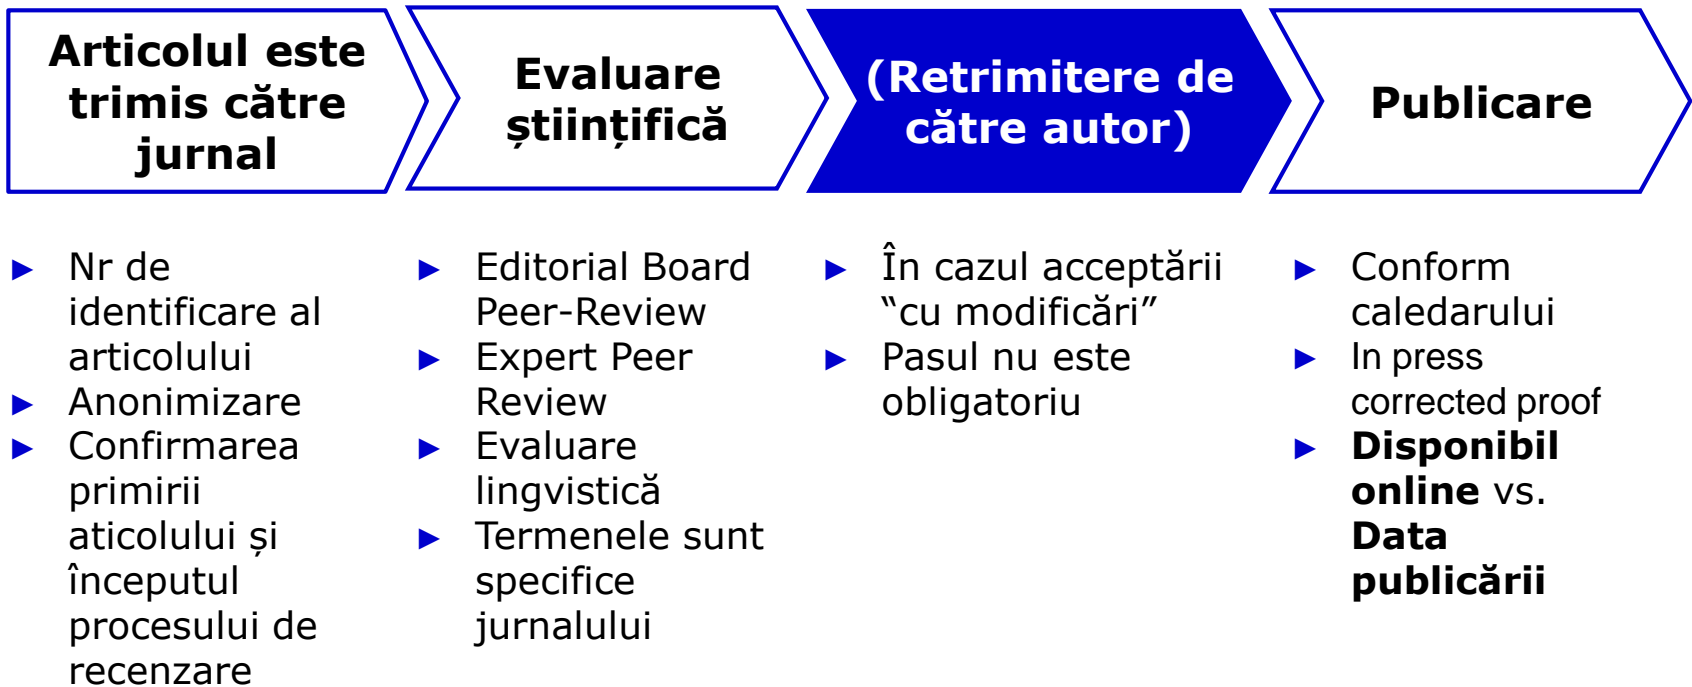 Articolul este
trimis către
jurnal
Evaluare
științifică
(Retrimitere de
către autor)
Publicare
► Nr de
identificare al
articolului
► Anonimizare
► Confirmarea
primirii
aticolului și
începutul
procesului de
recenzare
► Editorial Board
Peer-Review
► Expert Peer
Review
► Evaluare
lingvistică
► Termenele sunt
specifice
jurnalului
► În cazul acceptării
“cu modificări”
► Pasul nu este
obligatoriu
► Conform
caledarului
► In press
corrected proof
► Disponibil
online vs.
Data
publicării